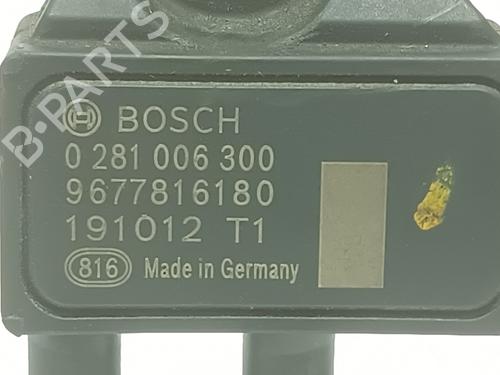 BOSCH
0 281 006 300
9677816180
191012 T1
816 Made in Germany
B-PARTS